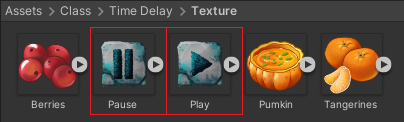 Assets > Class > Time Delay > Texture
Berries Pause Play Pumkin Tangerines